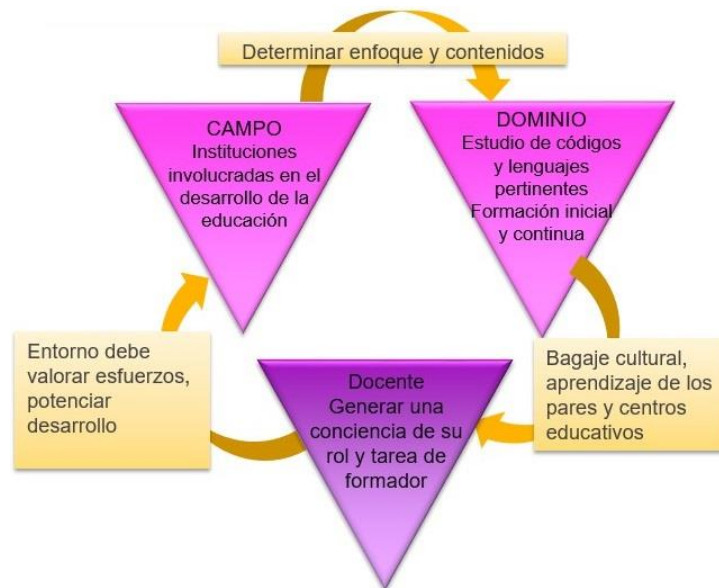 Determinar enfoque y contenidos
CAMPO
Instituciones
involucradas en el
desarrollo de la
educación
DOMINIO
Estudio de códigos
y lenguajes
pertinentes
Formación inicial
y continua
Entorno debe
valorar esfuerzos,
potenciar
desarrollo
Docente
Generar una
conciencia de su
rol y tarea de
formador
Bagaje cultural,
aprendizaje de los
pares y centros
educativos